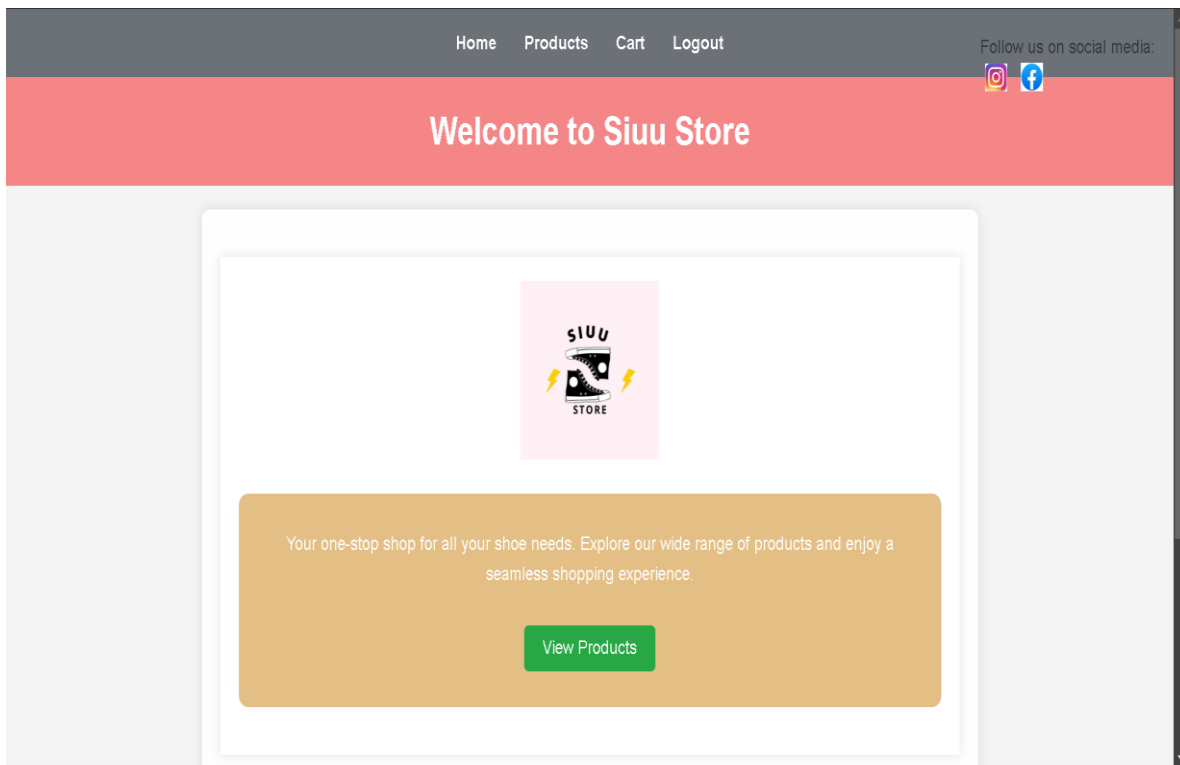 Home Products Cart Logout
Follow us on social media:
Welcome to Siuu Store
SIUU
STORE
Your one-stop shop for all your shoe needs. Explore our wide range of products and enjoy a
seamless shopping experience.
View Products